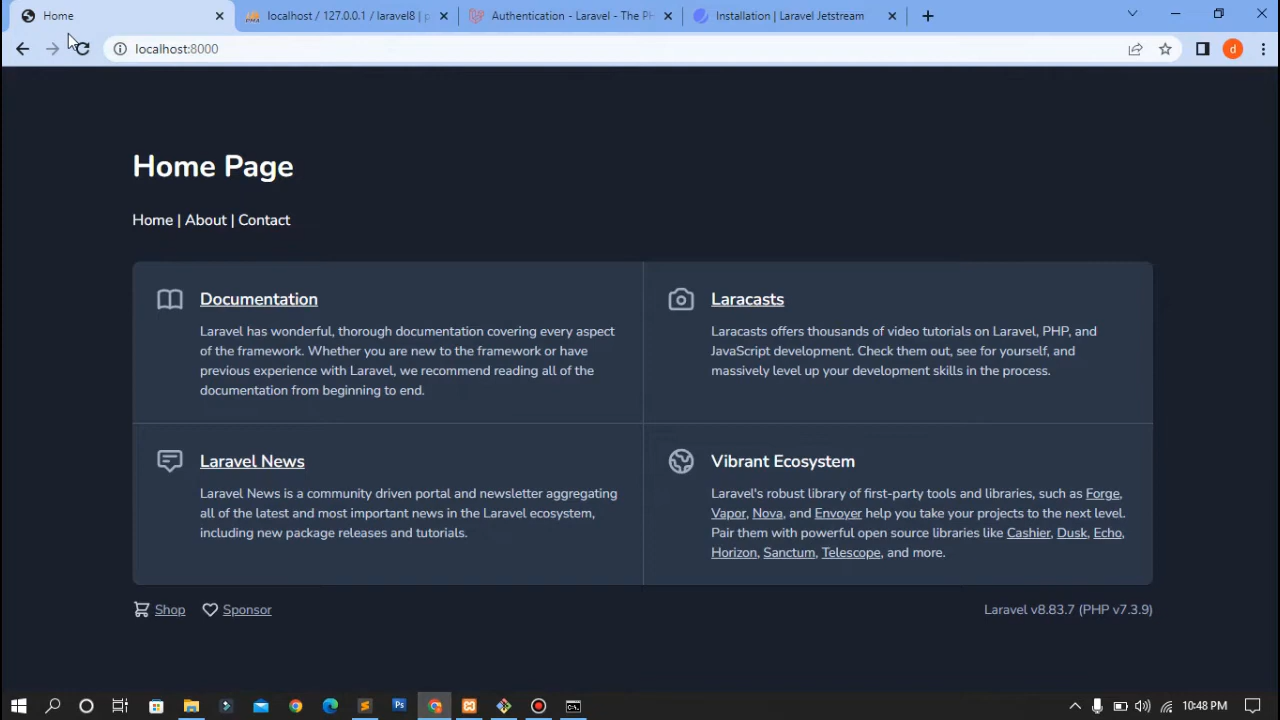 Home
localhost / 127.0.0.1 / laravel8 | p
Authentication - Laravel - The PH
Installation | Laravel Jetstream
localhost:8000
d
Home Page
Home | About | Contact
Documentation
Laravel has wonderful, thorough documentation covering every aspect
of the framework. Whether you are new to the framework or have
previous experience with Laravel, we recommend reading all of the
documentation from beginning to end.
Laracasts
Laracasts offers thousands of video tutorials on Laravel, PHP, and
JavaScript development. Check them out, see for yourself, and
massively level up your development skills in the process.
Laravel News
Laravel News is a community driven portal and newsletter aggregating
all of the latest and most important news in the Laravel ecosystem,
including new package releases and tutorials.
Vibrant Ecosystem
Laravel's robust library of first-party tools and libraries, such as Forge,
Vapor, Nova, and Envoyer help you take your projects to the next level.
Pair them with powerful open source libraries like Cashier, Dusk, Echo,
Horizon, Sanctum, Telescope, and more.
Shop
Sponsor
Laravel v8.83.7 (PHP v7.3.9)
Ps
10:48 PM